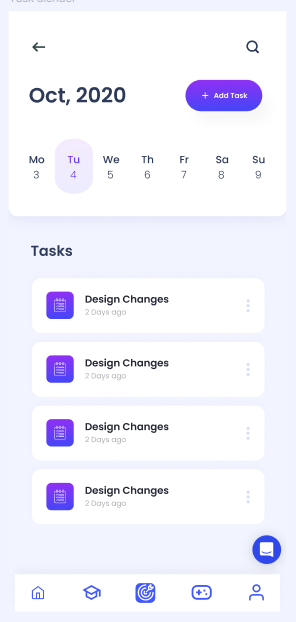 Oct, 2020
+ Add Task
Mo Tu We Th Fr Sa Su
3 4 5 6 7 8 9
Tasks
Design Changes
2 Days ago
Design Changes
2 Days ago
Design Changes
2 Days ago
Design Changes
2 Days ago